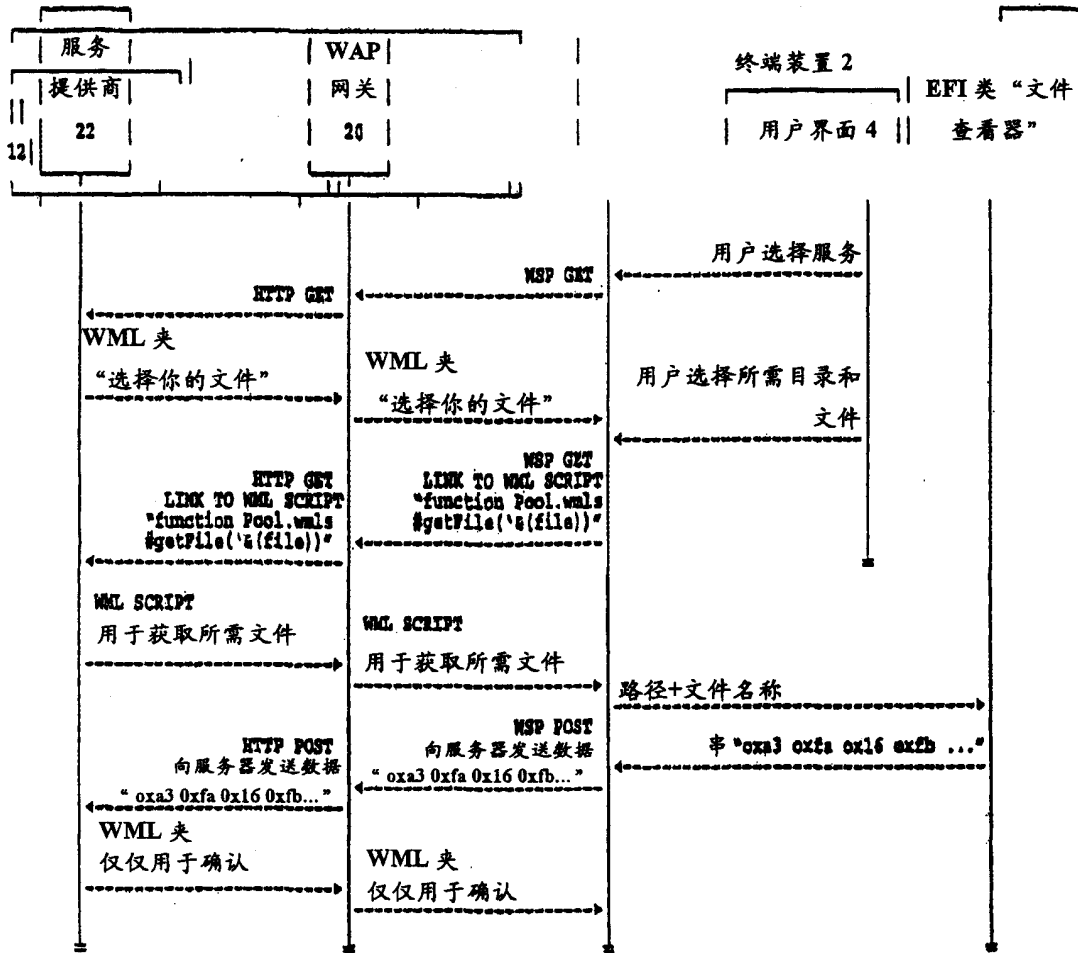 服务
提供商
22
12
WAP
网关
20
终端装置 2
用户界面 4
EFI 类 “文件
查看器”
用户选择服务
WSP GET
HTTP GET
WML 夹
“选择你的文件”
WML 夹
“选择你的文件”
用户选择所需目录和
文件
WSP GET
LINK TO WML SCRIPT
"function Pool.wmls
#getFile('&(file))"
HTTP GET
LINK TO WML SCRIPT
"function Pool.wmls
#getFile('&(file))"
WML SCRIPT
用于获取所需文件
WML SCRIPT
用于获取所需文件
路径+文件名称
串 "oxa3 oxfa ox16 oxfb ..."
WSP POST
向服务器发送数据
“ oxa3 0xfa 0x16 0xfb... ”
HTTP POST
向服务器发送数据
“ oxa3 0xfa 0x16 0xfb... ”
WML 夹
仅仅用于确认
WML 夹
仅仅用于确认